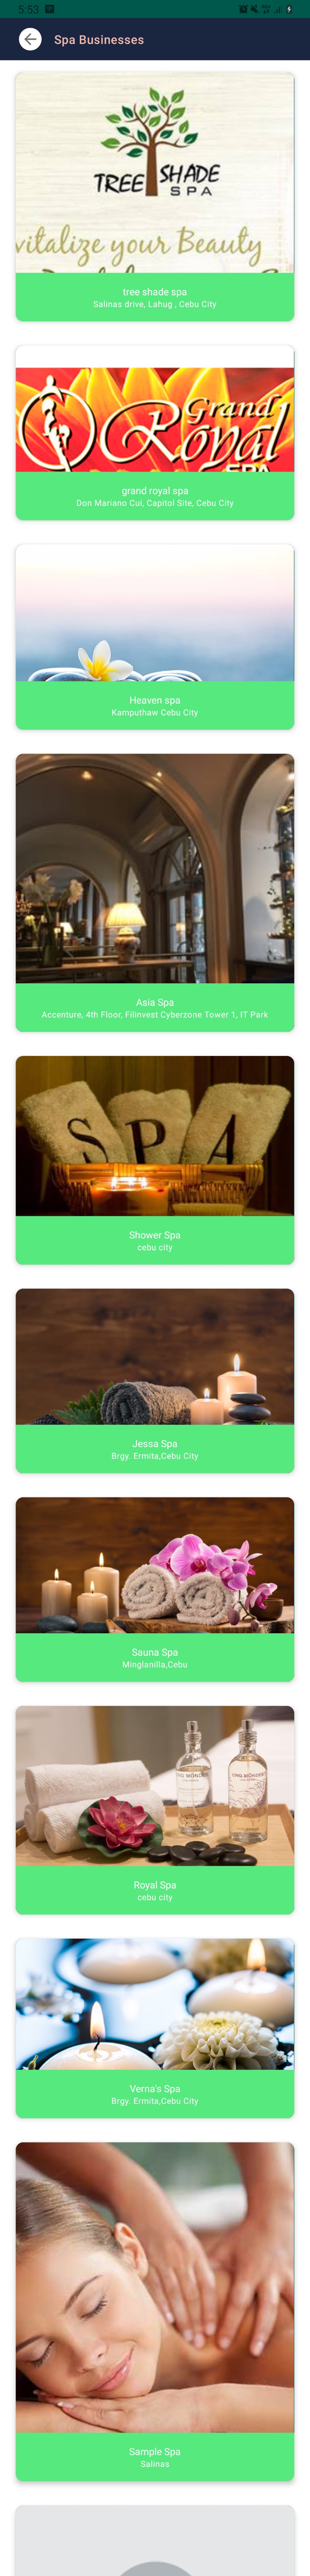 5:53
Spa Businesses
TREE SHADE
SPA
vitalize your Beauty
tree shade spa
Salinas drive, Lahug , Cebu City
Grand
Royal
SPA
grand royal spa
Don Mariano Cui, Capitol Site, Cebu City
Heaven spa
Kamputhaw Cebu City
Asia Spa
Accenture, 4th Floor, Filinvest Cyberzone Tower 1, IT Park
SPA
Shower Spa
cebu city
Jessa Spa
Brgy. Ermita,Cebu City
Sauna Spa
Minglanilla,Cebu
Royal Spa
cebu city
Verna's Spa
Brgy. Ermita,Cebu City
Sample Spa
Salinas